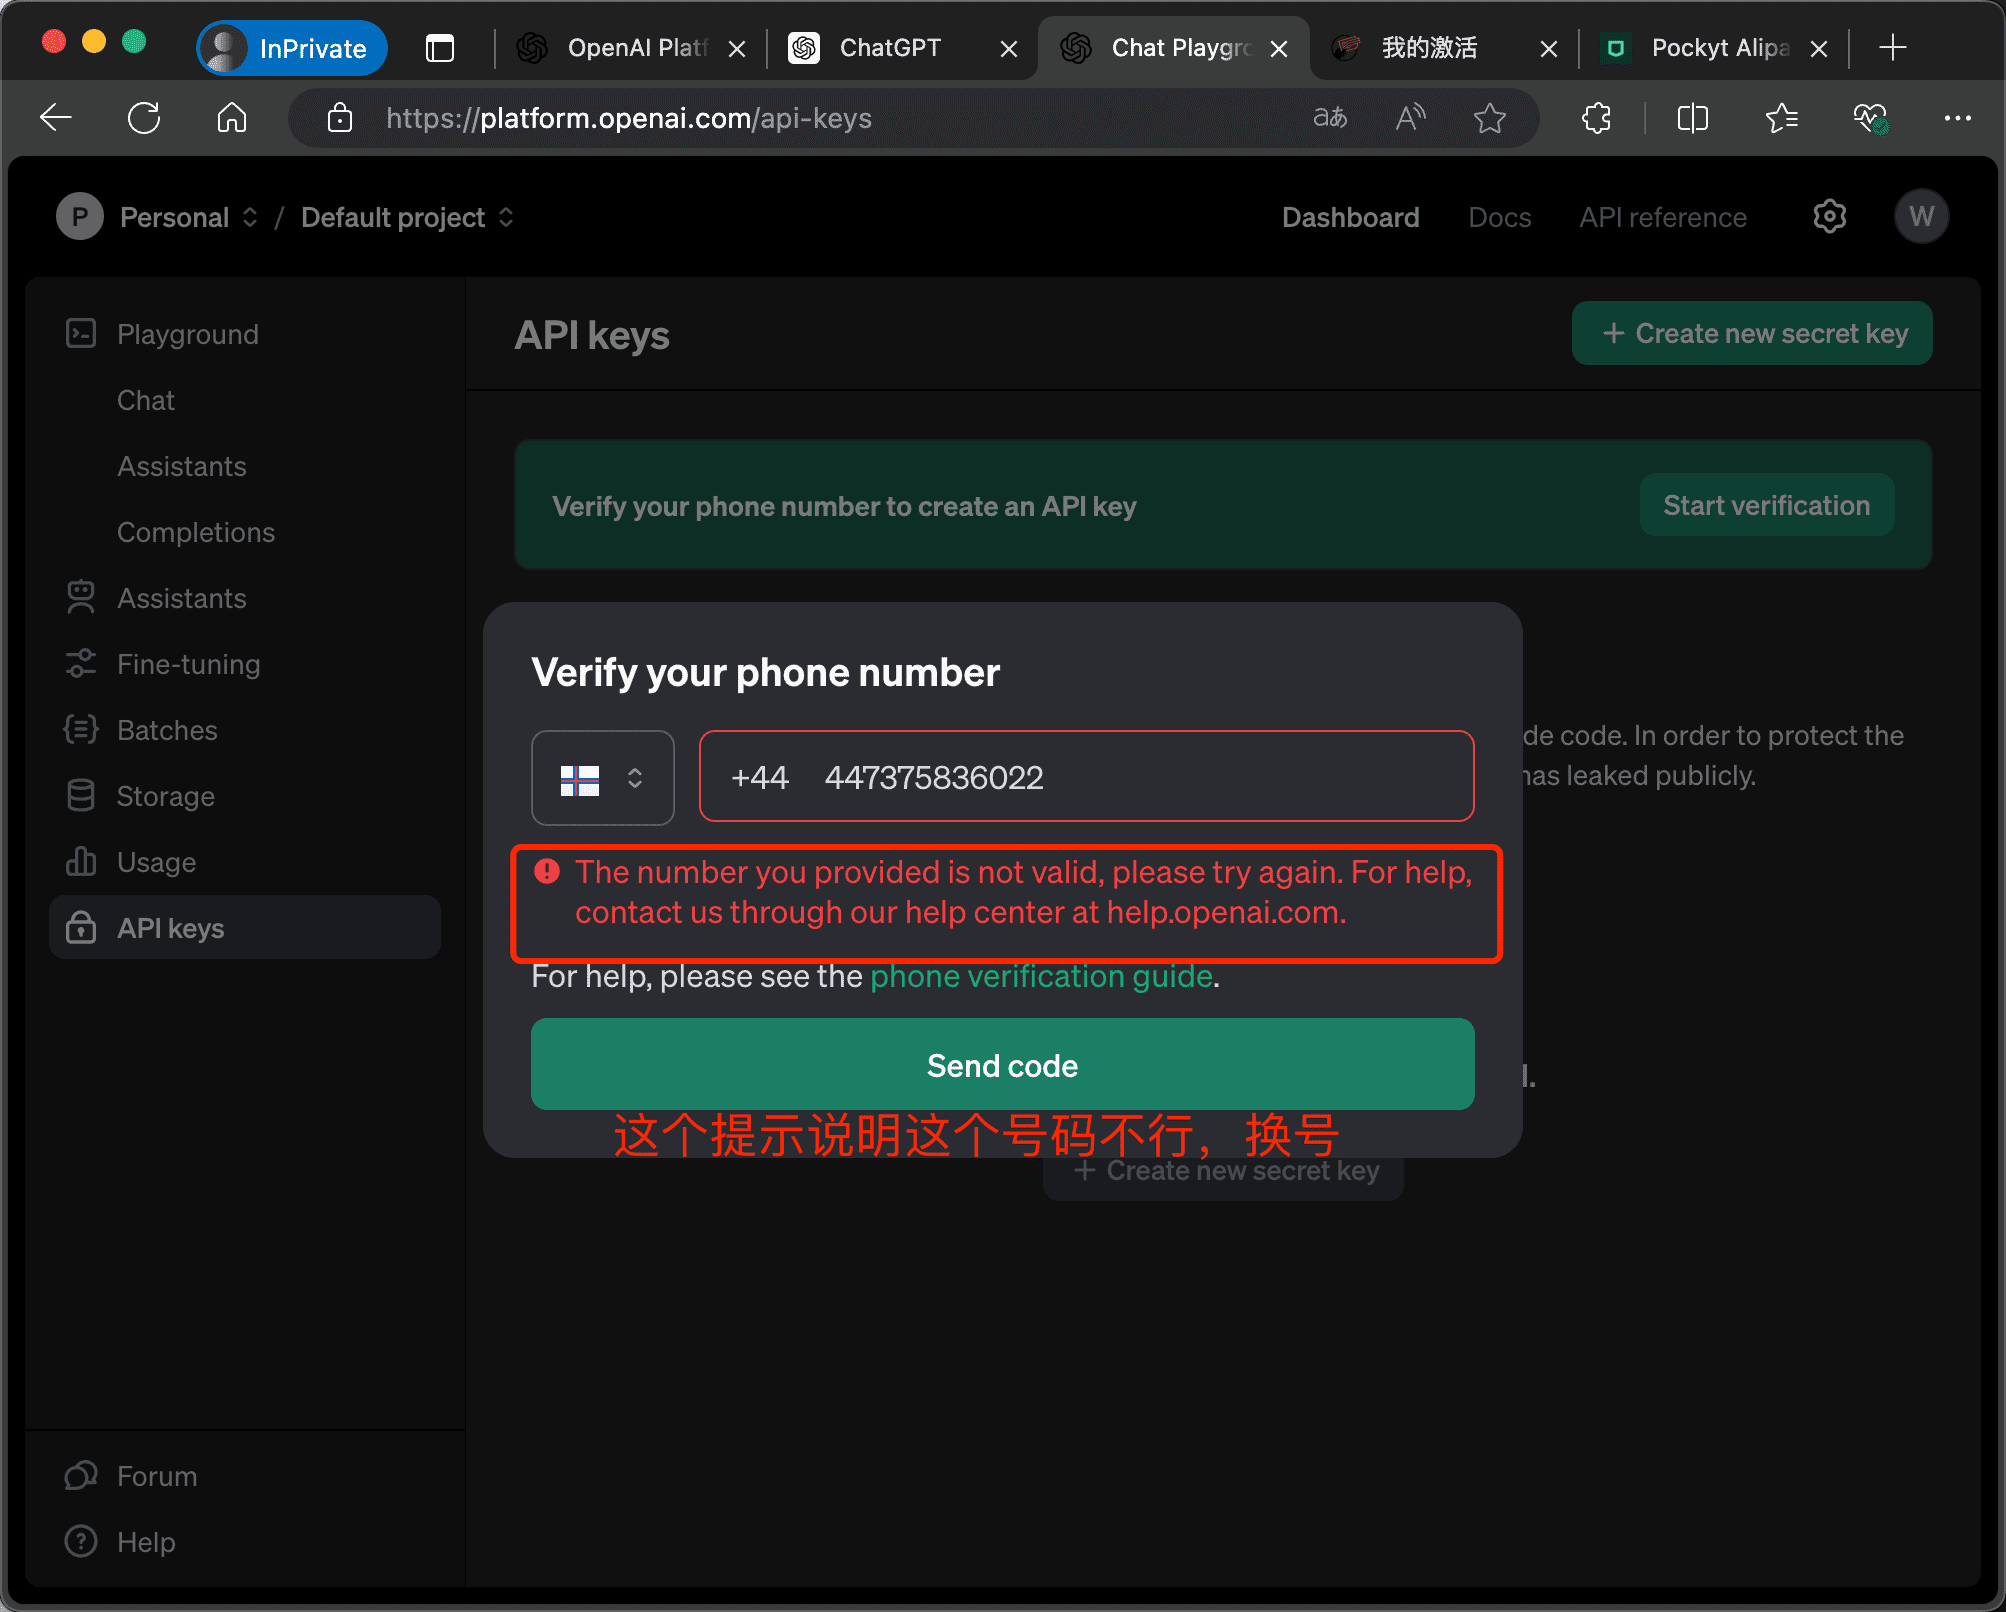 InPrivate
OpenAI Platf
ChatGPT
Chat Playgro
我的激活
Pockyt Alipa
https://platform.openai.com/api-keys
P
Personal / Default project
Dashboard
Docs
API reference
W
Playground
Chat
Assistants
Completions
Assistants
Fine-tuning
Batches
Storage
Usage
API keys
Forum
Help
API keys
+ Create new secret key
Verify your phone number to create an API key
Start verification
de code. In order to protect the
has leaked publicly.
Verify your phone number
+44 447375836022
The number you provided is not valid, please try again. For help,
contact us through our help center at help.openai.com.
For help, please see the phone verification guide.
Send code
这个提示说明这个号码不行，换号
+ Create new secret key